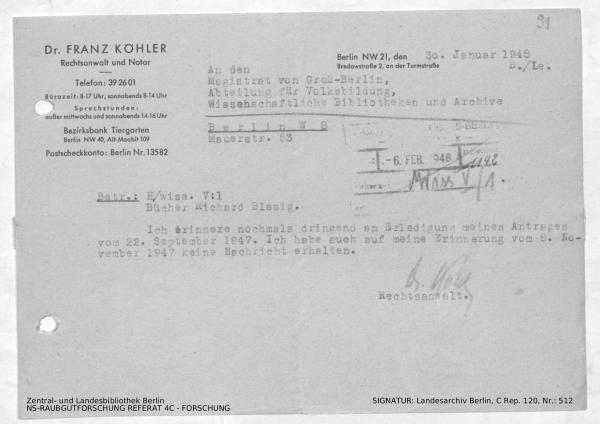 31
Dr. FRANZ KÖHLER
Rechtsanwalt und Notar
Telefon: 39 26 01
Bürozeit: 8-17 Uhr, sonnabends 8-14 Uhr
Sprechstunden:
außer mittwochs und sonnabends 14-16 Uhr
Bezirksbank Tiergarten
Berlin NW 40, Alt-Moabit 109
Postscheckkonto: Berlin Nr. 13582
Berlin NW 21, den 30. Januar 1948
Bredowstraße 2, an der Turmstraße B./Le.
An den
Magistrat von Groß-Berlin,
Abteilung für Volksbildung,
Wissenschaftliche Bibliotheken und Archive
Berlin W 8
Mauerstr. 53
-6. FEB. 1948
Betr.: H/wiss. V:1
Bücher Richard Blasig.
Ich erinnere nochmals dringend an Erledigung meines Antrages
vom 22. September 1947. Ich habe auch auf meine Erinnerung vom 8. No-
vember 1947 keine Nachricht erhalten.
Rechtsanwalt.
Zentral- und Landesbibliothek Berlin
NS-RAUBGUTFORSCHUNG REFERAT 4C - FORSCHUNG
SIGNATUR: Landesarchiv Berlin, C Rep. 120, Nr.: 512